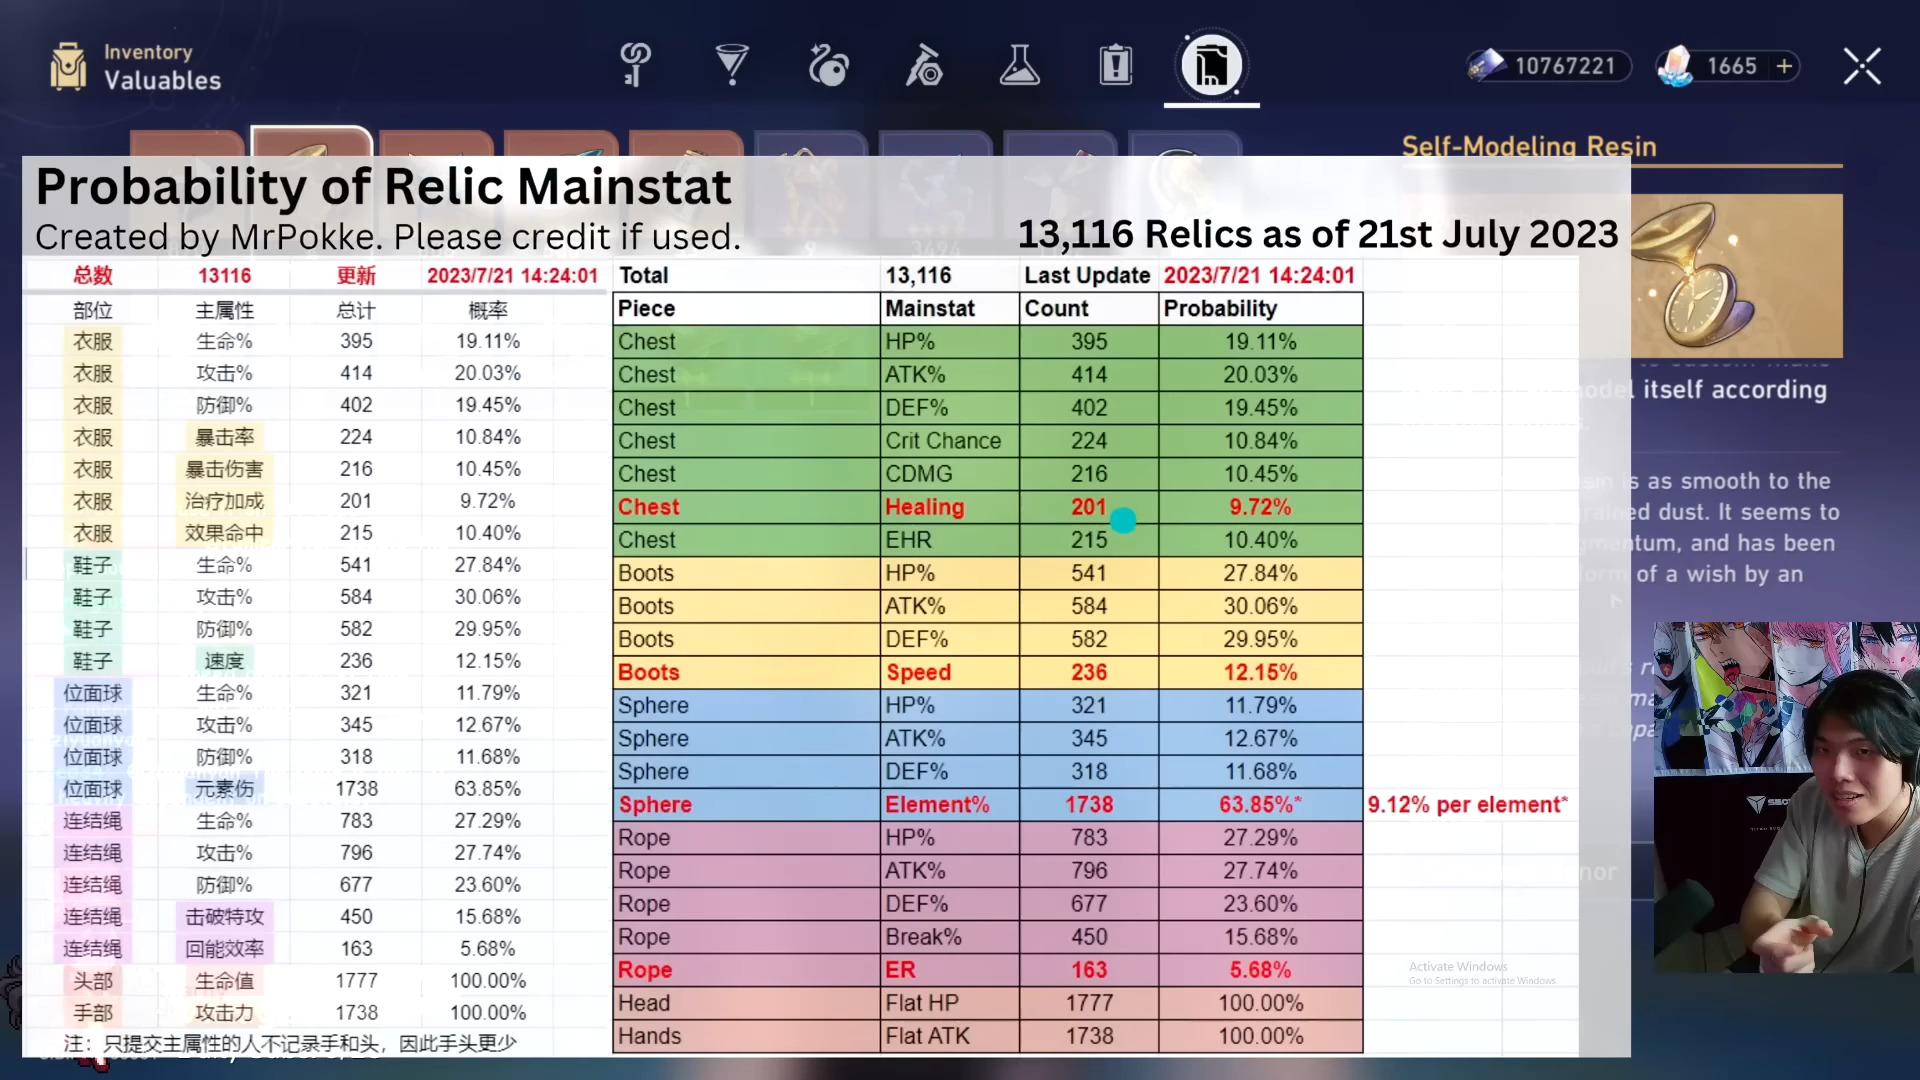 Inventory
Valuables
10767221
1665 +
Self-Modeling Resin
Probability of Relic Mainstat
Created by MrPokke. Please credit if used.
13,116 Relics as of 21st July 2023
总数 13116 更新 2023/7/21 14:24:01
部位 主属性 总计 概率
衣服 生命% 395 19.11%
衣服 攻击% 414 20.03%
衣服 防御% 402 19.45%
衣服 暴击率 224 10.84%
衣服 暴击伤害 216 10.45%
衣服 治疗加成 201 9.72%
衣服 效果命中 215 10.40%
鞋子 生命% 541 27.84%
鞋子 攻击% 584 30.06%
鞋子 防御% 582 29.95%
鞋子 速度 236 12.15%
位面球 生命% 321 11.79%
位面球 攻击% 345 12.67%
位面球 防御% 318 11.68%
位面球 元素伤 1738 63.85%
连结绳 生命% 783 27.29%
连结绳 攻击% 796 27.74%
连结绳 防御% 677 23.60%
连结绳 击破特攻 450 15.68%
连结绳 回能效率 163 5.68%
头部 生命值 1777 100.00%
手部 攻击力 1738 100.00%
注：只提交主属性的人不记录手和头，因此手头更少
Total 13,116 Last Update 2023/7/21 14:24:01
Piece Mainstat Count Probability
Chest HP% 395 19.11%
Chest ATK% 414 20.03%
Chest DEF% 402 19.45%
Chest Crit Chance 224 10.84%
Chest CDMG 216 10.45%
Chest Healing 201 9.72%
Chest EHR 215 10.40%
Boots HP% 541 27.84%
Boots ATK% 584 30.06%
Boots DEF% 582 29.95%
Boots Speed 236 12.15%
Sphere HP% 321 11.79%
Sphere ATK% 345 12.67%
Sphere DEF% 318 11.68%
Sphere Element% 1738 63.85%* 9.12% per element*
Rope HP% 783 27.29%
Rope ATK% 796 27.74%
Rope DEF% 677 23.60%
Rope Break% 450 15.68%
Rope ER 163 5.68%
Head Flat HP 1777 100.00%
Hands Flat ATK 1738 100.00%
itself according
is as smooth to the
dust. It seems to
and has been
of a wish by an
Activate Windows
Go to Settings to activate Windows.